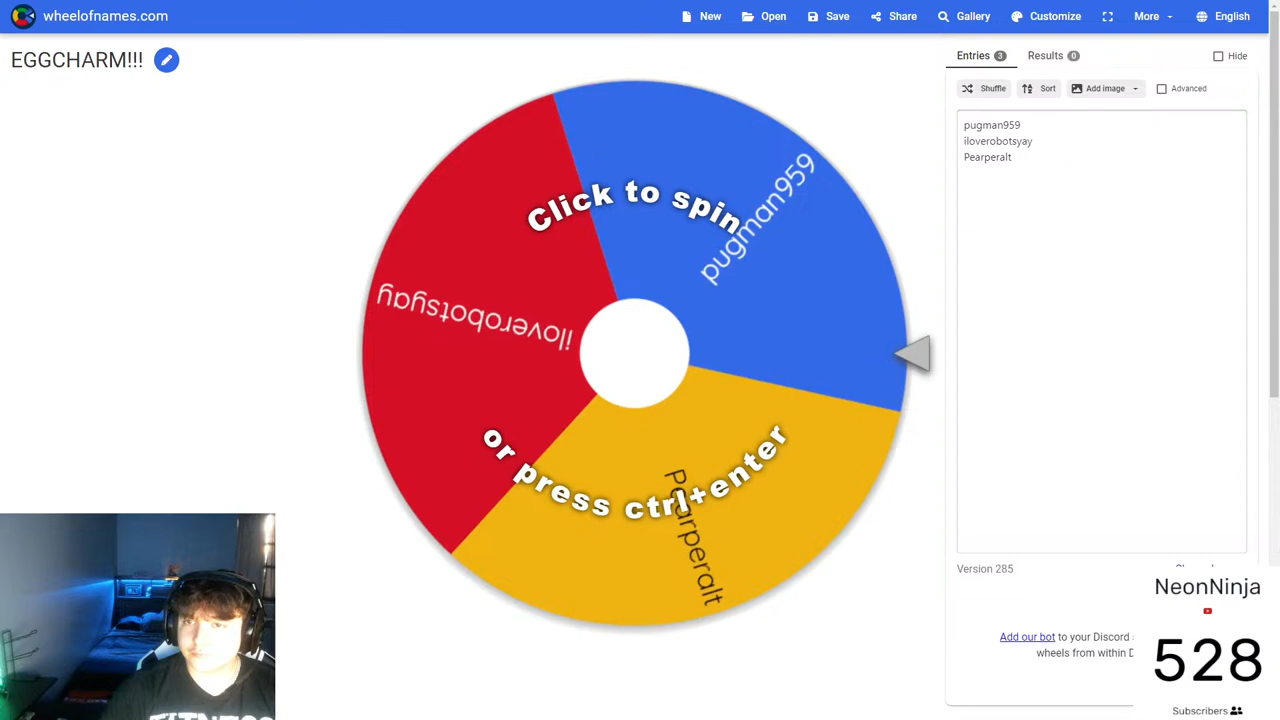 wheelofnames.com
New
Open
Save
Share
Gallery
Customize
More
English
EGGCHARM!!!
Entries 3
Results 0
Hide
Shuffle
Sort
Add image
Advanced
pugman959
iloverobotsyay
Pearperalt
Click to spin
or press ctrl+enter
pugman959
iloverobotsyay
Pearperalt
Version 285
Add our bot to your Discord
wheels from within
NeonNinja
528
Subscribers
FITNESS